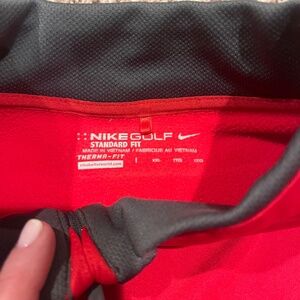 NIKEGOLF
STANDARD FIT
MADE IN VIETNAM / FABRIQUÉ AU VIETNAM
THERMA-FIT